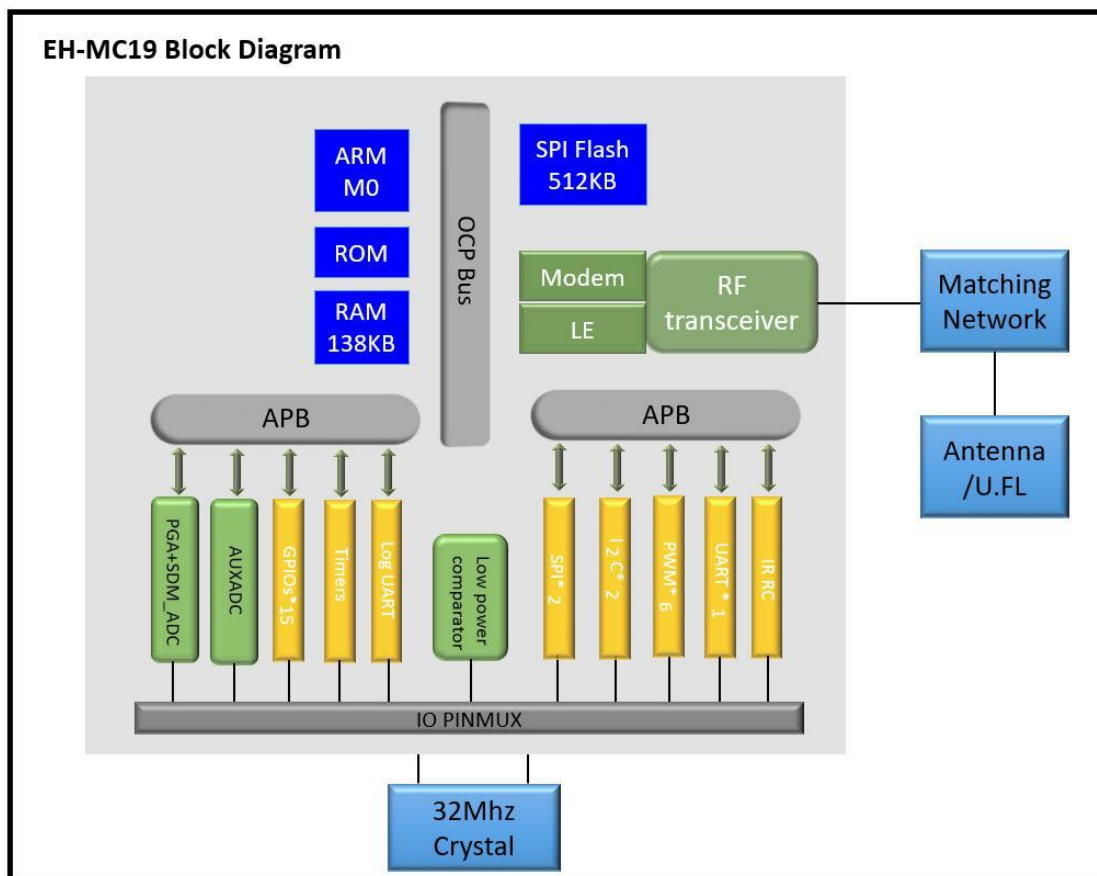 EH-MC19 Block Diagram
ARM
M0
ROM
RAM
138KB
OCP Bus
SPI Flash
512KB
Modem
LE
RF
transceiver
Matching
Network
Antenna
/U.FL
APB
APB
PGA+SDM_ADC
AUXADC
GPIOs*15
Timers
Log UART
Low power
comparator
SPI* 2
I 2 C* 2
PWM* 6
UART * 1
IR RC
IO PINMUX
32Mhz
Crystal